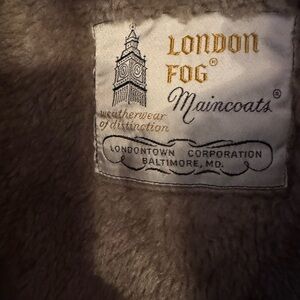 LONDON
FOG®
Maincoats®
weatherwear
of distinction
LONDONTOWN CORPORATION
BALTIMORE, MD.